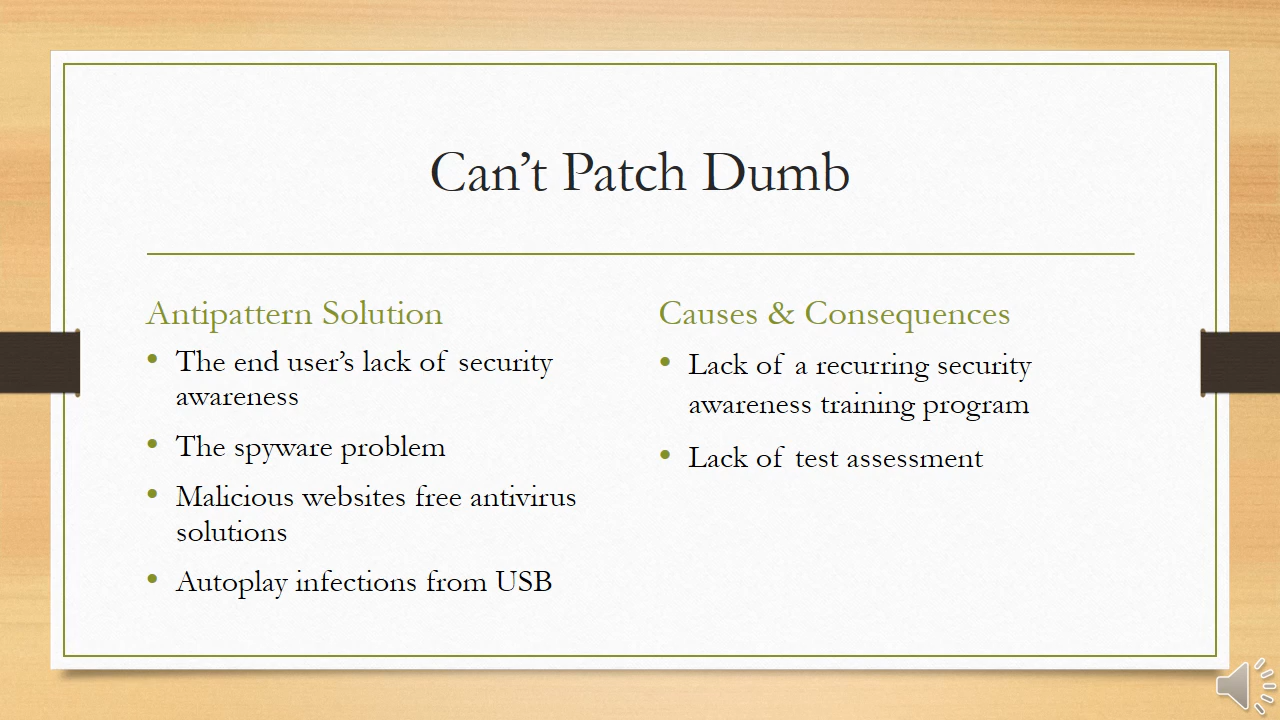 Can’t Patch Dumb
Antipattern Solution
• The end user’s lack of security
awareness
• The spyware problem
• Malicious websites free antivirus
solutions
• Autoplay infections from USB
Causes & Consequences
• Lack of a recurring security
awareness training program
• Lack of test assessment